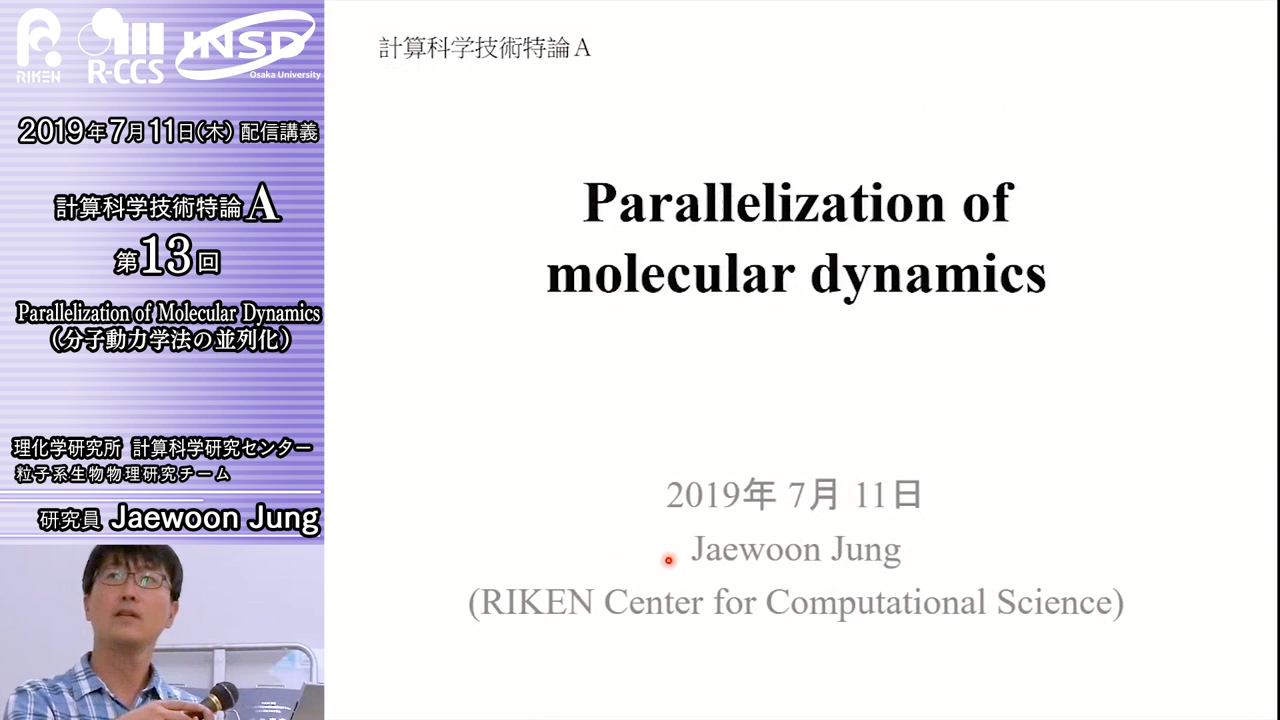 RIKEN
R-CCS
INSD
Osaka University
2019年7月11日(木) 配信講義
計算科学技術特論A
第13回
Parallelization of Molecular Dynamics
(分子動力学法の並列化)
理化学研究所 計算科学研究センター
粒子系生物物理研究チーム
研究員 Jaewoon Jung
計算科学技術特論A
Parallelization of
molecular dynamics
2019年 7月 11日
Jaewoon Jung
(RIKEN Center for Computational Science)